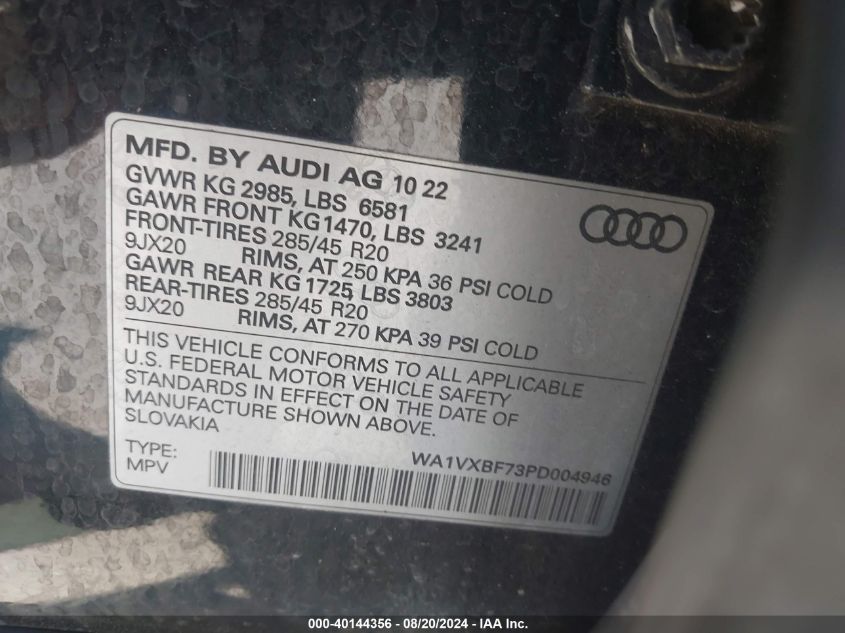 MFD. BY AUDI AG 10 22
GVWR KG 2985, LBS 6581
GAWR FRONT KG1470, LBS 3241
FRONT-TIRES 285/45 R20
9JX20 RIMS, AT 250 KPA 36 PSI COLD
GAWR REAR KG 1725, LBS 3803
REAR-TIRES 285/45 R20
9JX20 RIMS, AT 270 KPA 39 PSI COLD
THIS VEHICLE CONFORMS TO ALL APPLICABLE
U.S. FEDERAL MOTOR VEHICLE SAFETY
STANDARDS IN EFFECT ON THE DATE OF
MANUFACTURE SHOWN ABOVE.
SLOVAKIA
WA1VXBF73PD004946
TYPE:
MPV
000-40144356 - 08/20/2024 - IAA Inc.